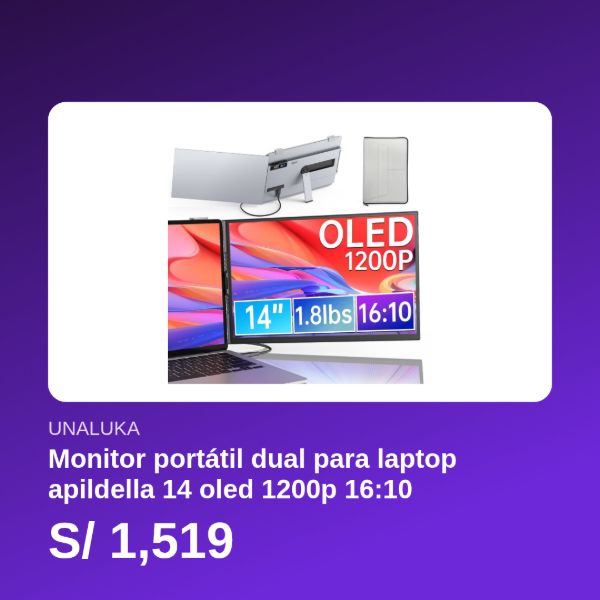 OLED
1200P
14" 1.8lbs 16:10
UNALUKA
Monitor portátil dual para laptop
apildella 14 oled 1200p 16:10
S/ 1,519